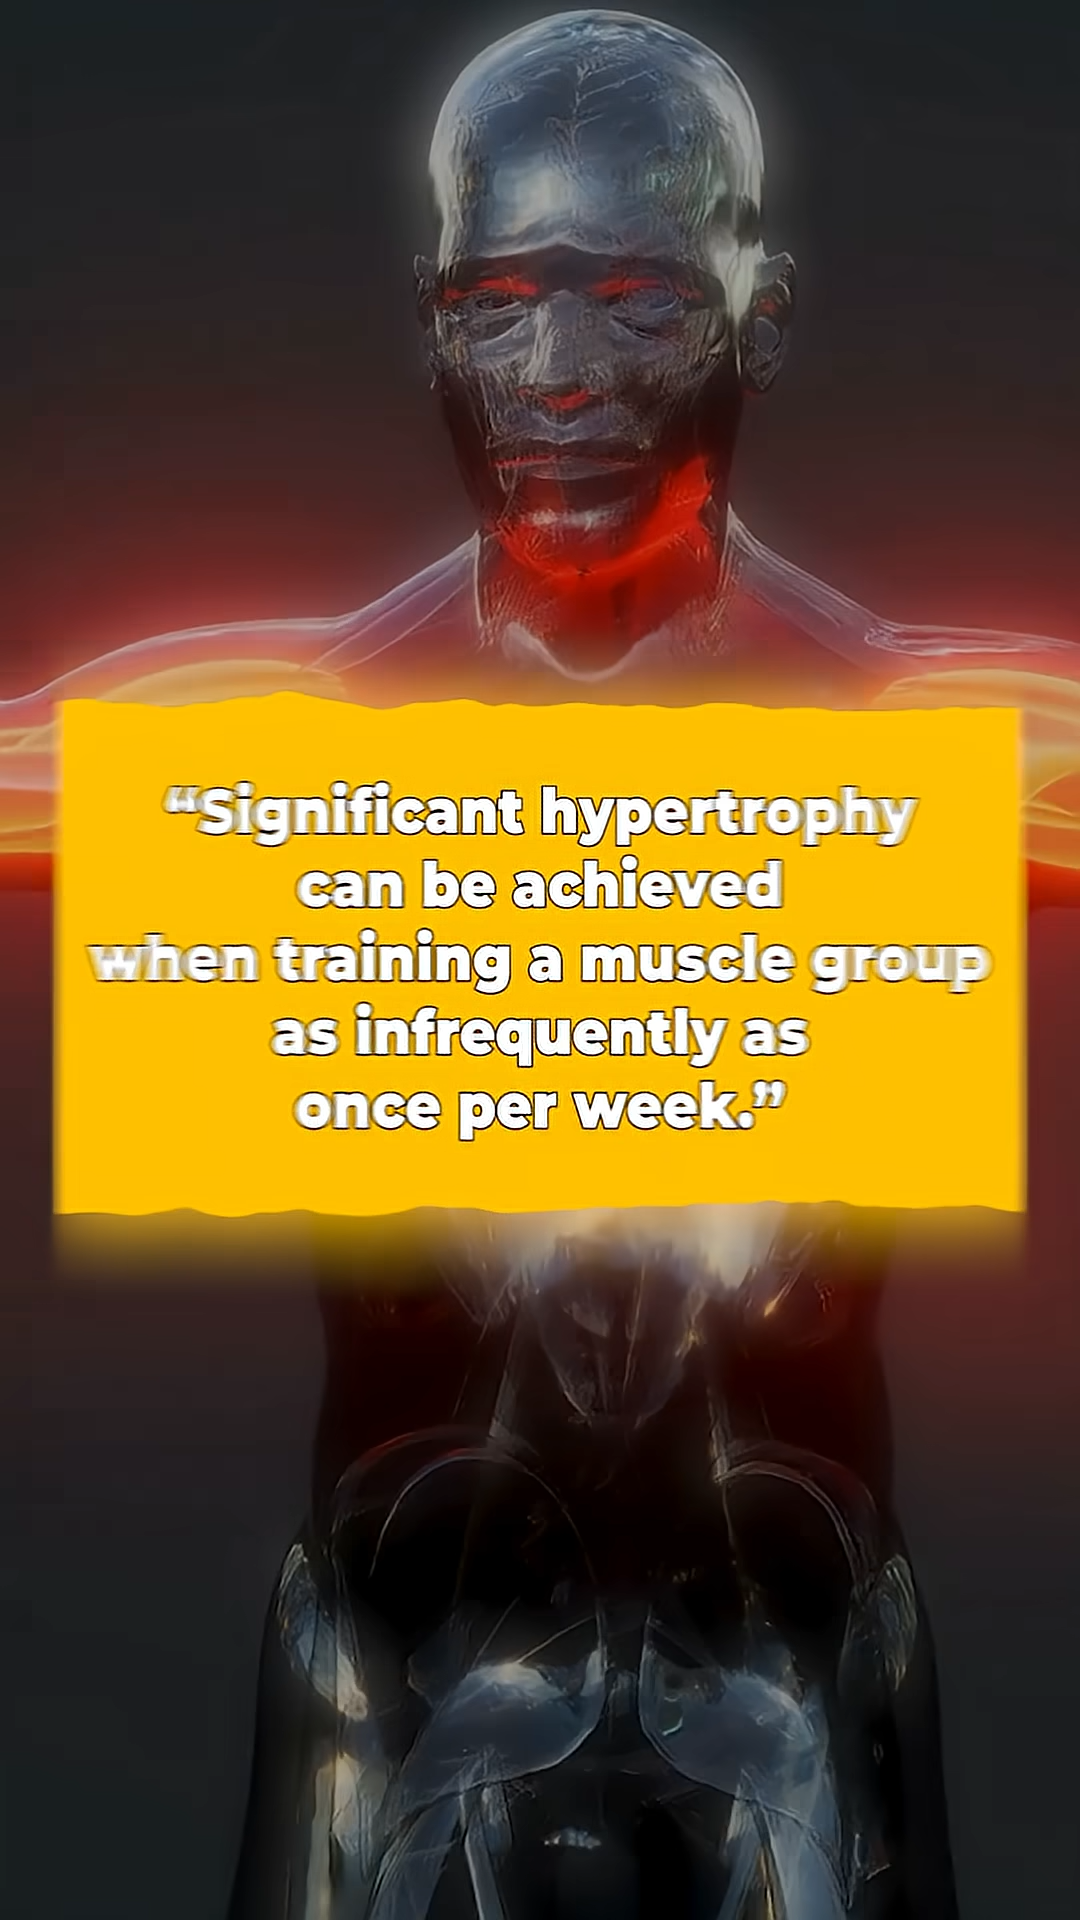 “Significant hypertrophy
can be achieved
when training a muscle group
as infrequently as
once per week.”